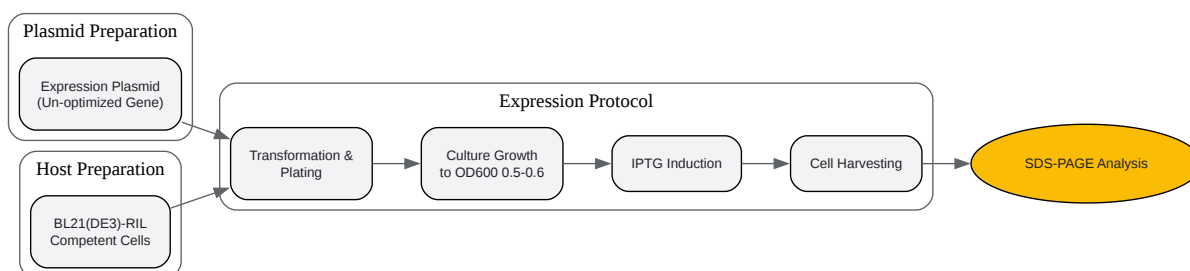 Plasmid Preparation
Expression Plasmid
(Un-optimized Gene)
Host Preparation
BL21(DE3)-RIL
Competent Cells
Expression Protocol
Transformation &
Plating
Culture Growth
to OD600 0.5-0.6
IPTG Induction
Cell Harvesting
SDS-PAGE Analysis